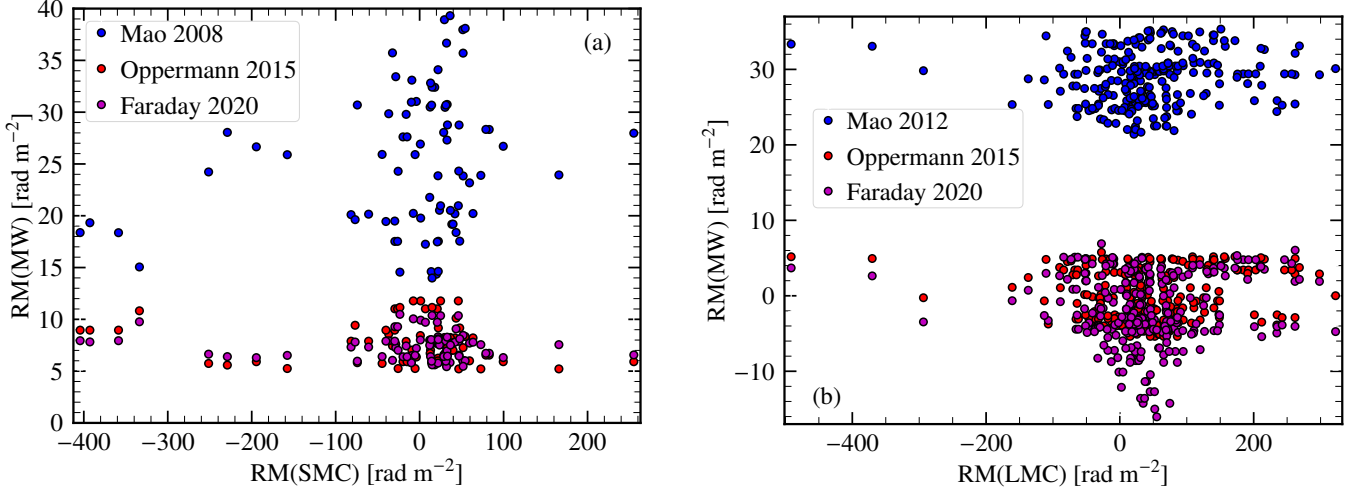 40
35
30
25
20
15
10
5
0
RM(MW) [rad m⁻²]
Mao 2008
Oppermann 2015
Faraday 2020
(a)
−400 −300 −200 −100 0 100 200
RM(SMC) [rad m⁻²]
30
20
10
0
−10
RM(MW) [rad m⁻²]
Mao 2012
Oppermann 2015
Faraday 2020
(b)
−400 −200 0 200
RM(LMC) [rad m⁻²]